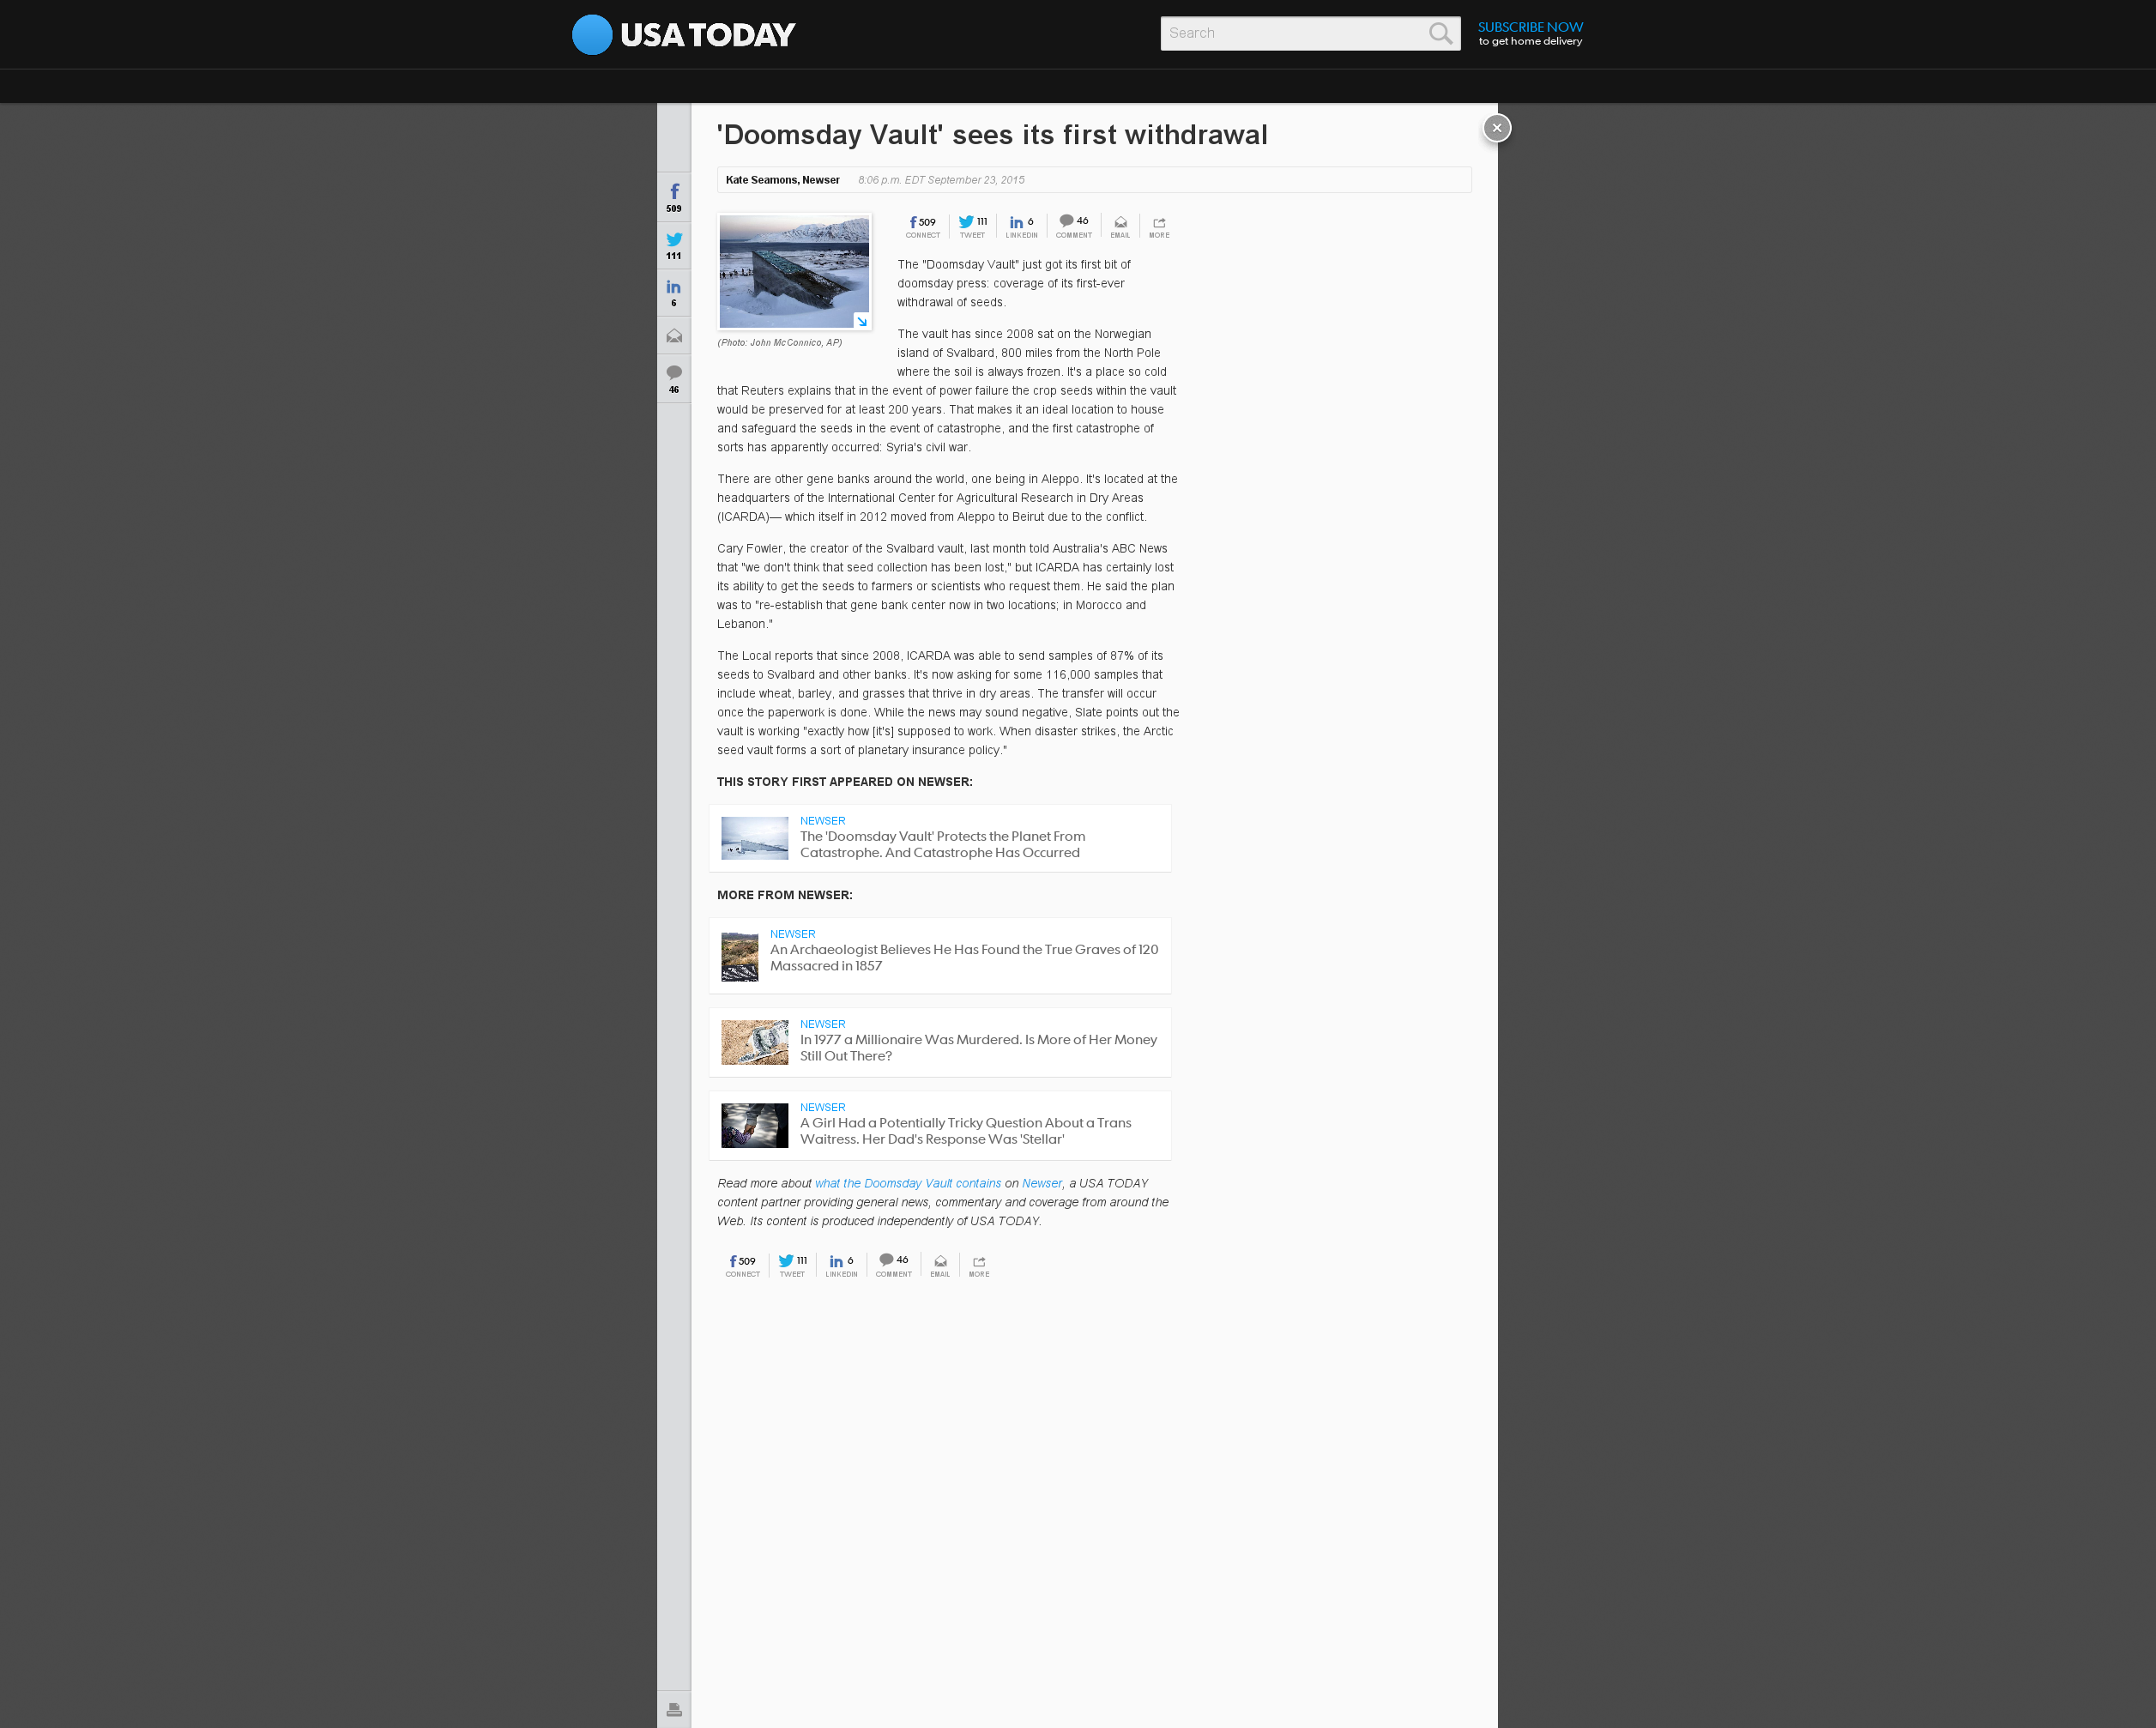 USA TODAY
Search
SUBSCRIBE NOW
to get home delivery
'Doomsday Vault' sees its first withdrawal
Kate Seamons, Newser 8:06 p.m. EDT September 23, 2015
509
111
6
46
(Photo: John McConnico, AP)
509 111 6 46
CONNECT TWEET LINKEDIN COMMENT EMAIL MORE
The "Doomsday Vault" just got its first bit of
doomsday press: coverage of its first-ever
withdrawal of seeds.
The vault has since 2008 sat on the Norwegian
island of Svalbard, 800 miles from the North Pole
where the soil is always frozen. It's a place so cold
that Reuters explains that in the event of power failure the crop seeds within the vault
would be preserved for at least 200 years. That makes it an ideal location to house
and safeguard the seeds in the event of catastrophe, and the first catastrophe of
sorts has apparently occurred: Syria's civil war.
There are other gene banks around the world, one being in Aleppo. It's located at the
headquarters of the International Center for Agricultural Research in Dry Areas
(ICARDA)— which itself in 2012 moved from Aleppo to Beirut due to the conflict.
Cary Fowler, the creator of the Svalbard vault, last month told Australia's ABC News
that "we don't think that seed collection has been lost," but ICARDA has certainly lost
its ability to get the seeds to farmers or scientists who request them. He said the plan
was to "re-establish that gene bank center now in two locations; in Morocco and
Lebanon."
The Local reports that since 2008, ICARDA was able to send samples of 87% of its
seeds to Svalbard and other banks. It's now asking for some 116,000 samples that
include wheat, barley, and grasses that thrive in dry areas. The transfer will occur
once the paperwork is done. While the news may sound negative, Slate points out the
vault is working "exactly how [it's] supposed to work. When disaster strikes, the Arctic
seed vault forms a sort of planetary insurance policy."
THIS STORY FIRST APPEARED ON NEWSER:
NEWSER
The 'Doomsday Vault' Protects the Planet From
Catastrophe. And Catastrophe Has Occurred
MORE FROM NEWSER:
NEWSER
An Archaeologist Believes He Has Found the True Graves of 120
Massacred in 1857
NEWSER
In 1977 a Millionaire Was Murdered. Is More of Her Money
Still Out There?
NEWSER
A Girl Had a Potentially Tricky Question About a Trans
Waitress. Her Dad's Response Was 'Stellar'
Read more about what the Doomsday Vault contains on Newser, a USA TODAY
content partner providing general news, commentary and coverage from around the
Web. Its content is produced independently of USA TODAY.
509 111 6 46
CONNECT TWEET LINKEDIN COMMENT EMAIL MORE